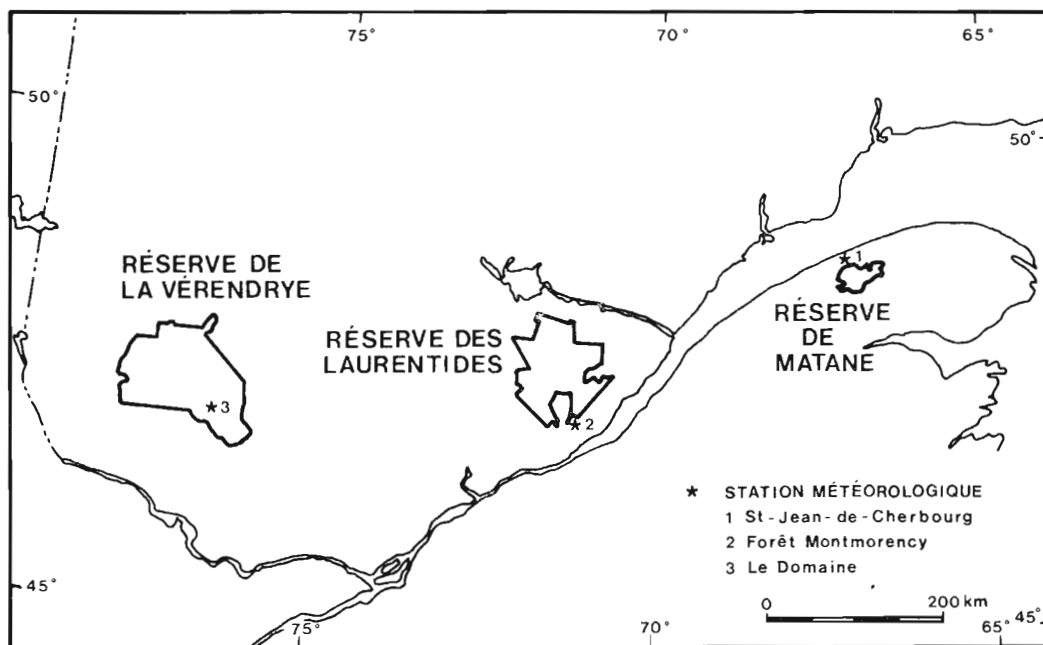 75°
70°
65°
50°
50°
RÉSERVE DE
LA VÉRENDRYE
★3
RÉSERVE DES
LAURENTIDES
★2
★1
RÉSERVE
DE
MATANE
★ STATION MÉTÉOROLOGIQUE
1 St-Jean-de-Cherbourg
2 Forêt Montmorency
3 Le Domaine
0 200 km
45°
45°
75°
70°
65°